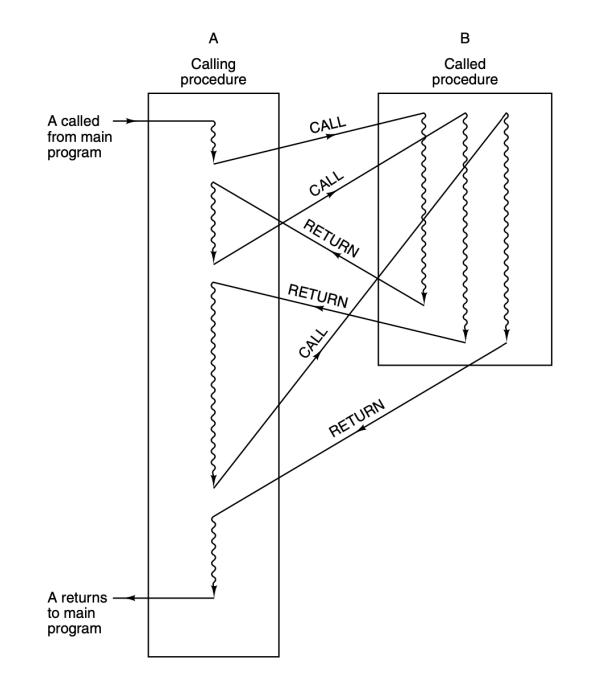 A
Calling
procedure
B
Called
procedure
A called
from main
program
CALL
CALL
RETURN
RETURN
CALL
RETURN
A returns
to main
program